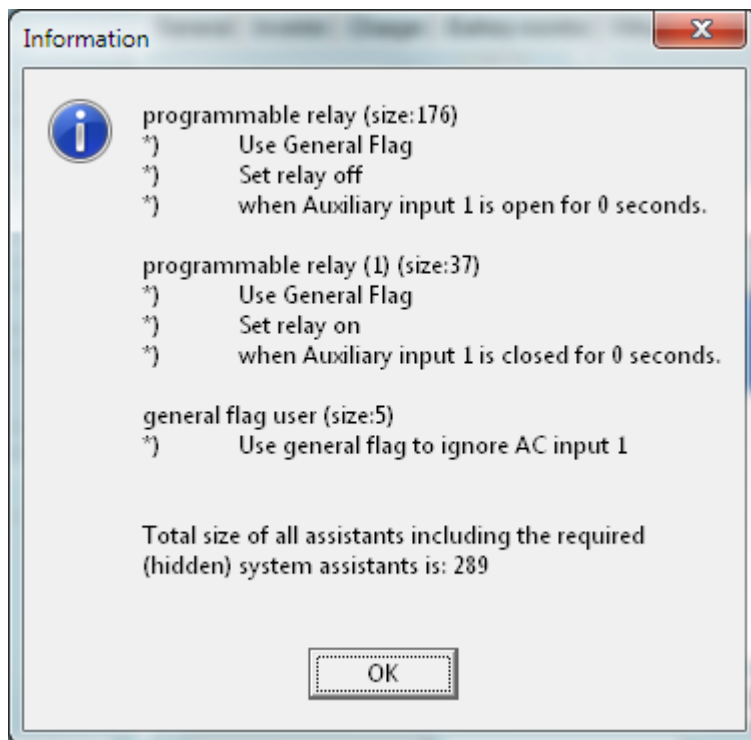 Information
programmable relay (size:176)
*) Use General Flag
*) Set relay off
*) when Auxiliary input 1 is open for 0 seconds.
programmable relay (1) (size:37)
*) Use General Flag
*) Set relay on
*) when Auxiliary input 1 is closed for 0 seconds.
general flag user (size:5)
*) Use general flag to ignore AC input 1
Total size of all assistants including the required
(hidden) system assistants is: 289
OK